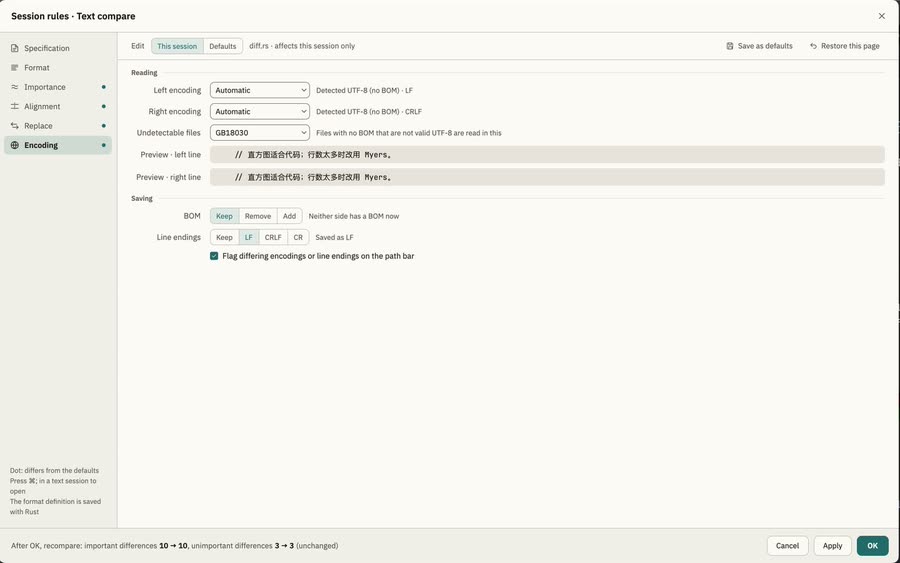 Session rules · Text compare
Specification
Format
Importance
Alignment
Replace
Encoding
Dot: differs from the defaults
Press ⌘; in a text session to
open
The format definition is saved
with Rust
Edit This session Defaults diff.rs · affects this session only Save as defaults Restore this page
Reading
Left encoding Automatic Detected UTF-8 (no BOM) · LF
Right encoding Automatic Detected UTF-8 (no BOM) · CRLF
Undetectable files GB18030 Files with no BOM that are not valid UTF-8 are read in this
Preview · left line // 直方图适合代码；行数太多时改用 Myers。
Preview · right line // 直方图适合代码；行数太多时改用 Myers。
Saving
BOM Keep Remove Add Neither side has a BOM now
Line endings Keep LF CRLF CR Saved as LF
Flag differing encodings or line endings on the path bar
After OK, recompare: important differences 10 → 10, unimportant differences 3 → 3 (unchanged)
Cancel Apply OK